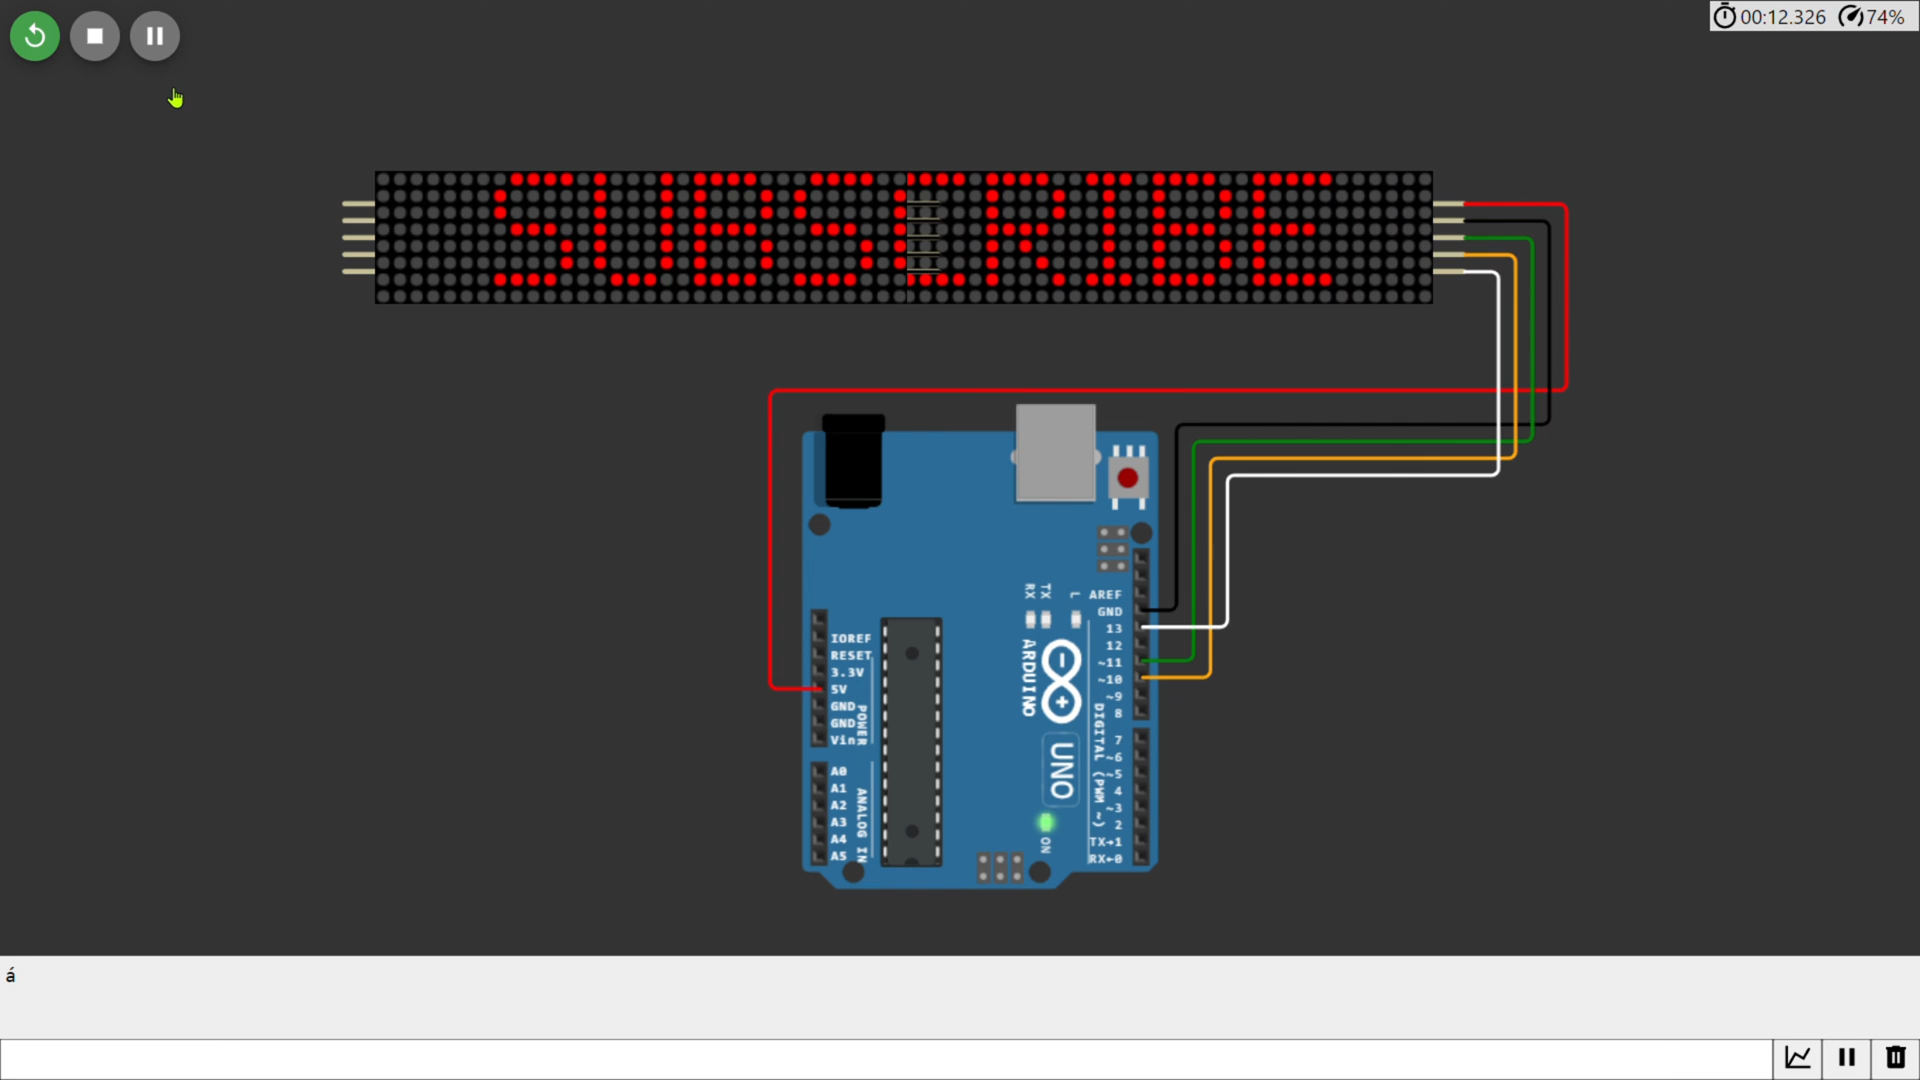 00:12.326 74%
SUBSCRIBE
RX TX L AREF
GND
13
12
~11
~10
~9
8
7
~6
~5
4
~3
2
TX→1
RX←0
DIGITAL (PWM ~)
ARDUINO
UNO
ON
IOREF
RESET
3.3V
5V
GND
GND
Vin
POWER
A0
A1
A2
A3
A4
A5
ANALOG IN
á